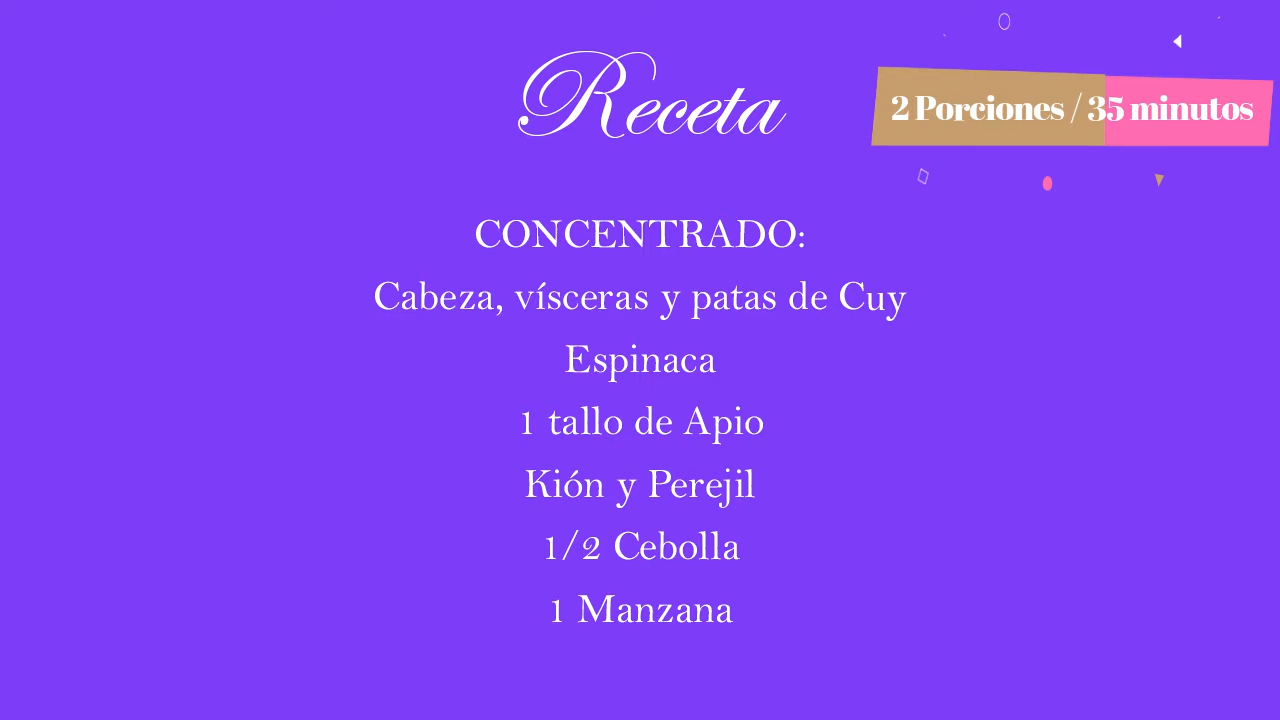 Receta
2 Porciones / 35 minutos
CONCENTRADO:
Cabeza, vísceras y patas de Cuy
Espinaca
1 tallo de Apio
Kión y Perejil
1/2 Cebolla
1 Manzana